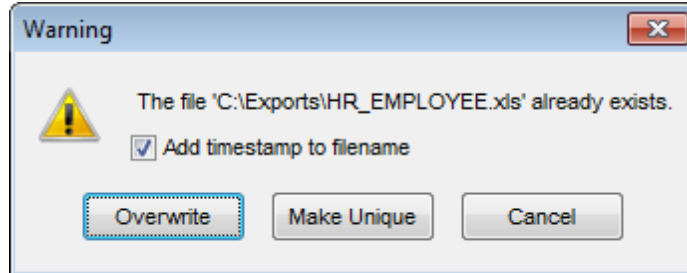 Warning
The file 'C:\Exports\HR_EMPLOYEE.xls' already exists.
Add timestamp to filename
Overwrite Make Unique Cancel